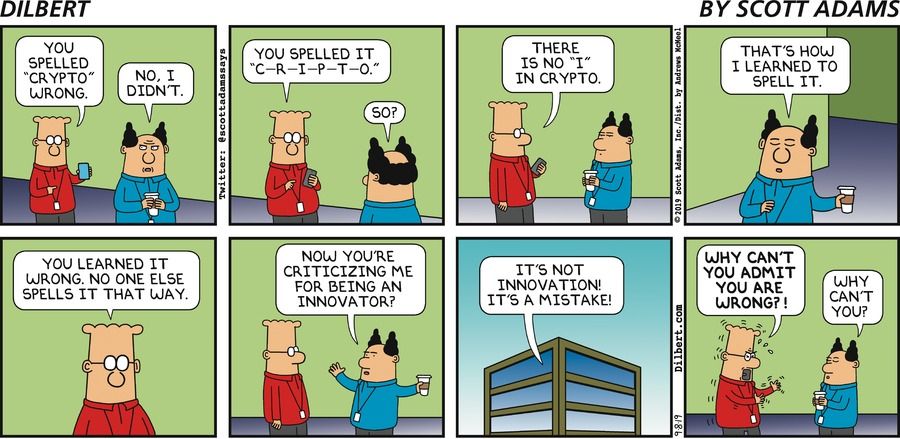 DILBERT
BY SCOTT ADAMS
YOU
SPELLED
"CRYPTO"
WRONG.
NO, I
DIDN'T.
Twitter: @scottadamssays
YOU SPELLED IT
"C-R-I-P-T-O."
SO?
THERE
IS NO "I"
IN CRYPTO.
©2019 Scott Adams, Inc./Dist. by Andrews McMeel
THAT'S HOW
I LEARNED TO
SPELL IT.
YOU LEARNED IT
WRONG. NO ONE ELSE
SPELLS IT THAT WAY.
NOW YOU'RE
CRITICIZING ME
FOR BEING AN
INNOVATOR?
IT'S NOT
INNOVATION!
IT'S A MISTAKE!
Dilbert.com
9-8-19
WHY CAN'T
YOU ADMIT
YOU ARE
WRONG?!
WHY
CAN'T
YOU?